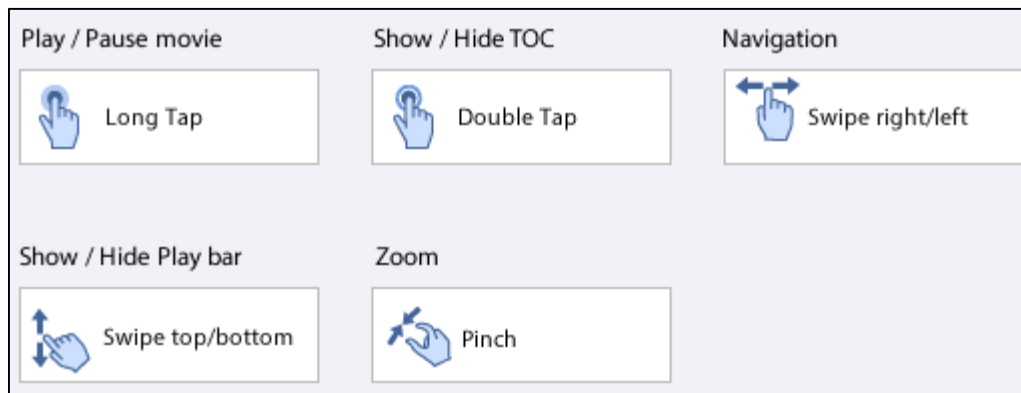 Play / Pause movie
Long Tap
Show / Hide TOC
Double Tap
Navigation
Swipe right/left
Show / Hide Play bar
Swipe top/bottom
Zoom
Pinch